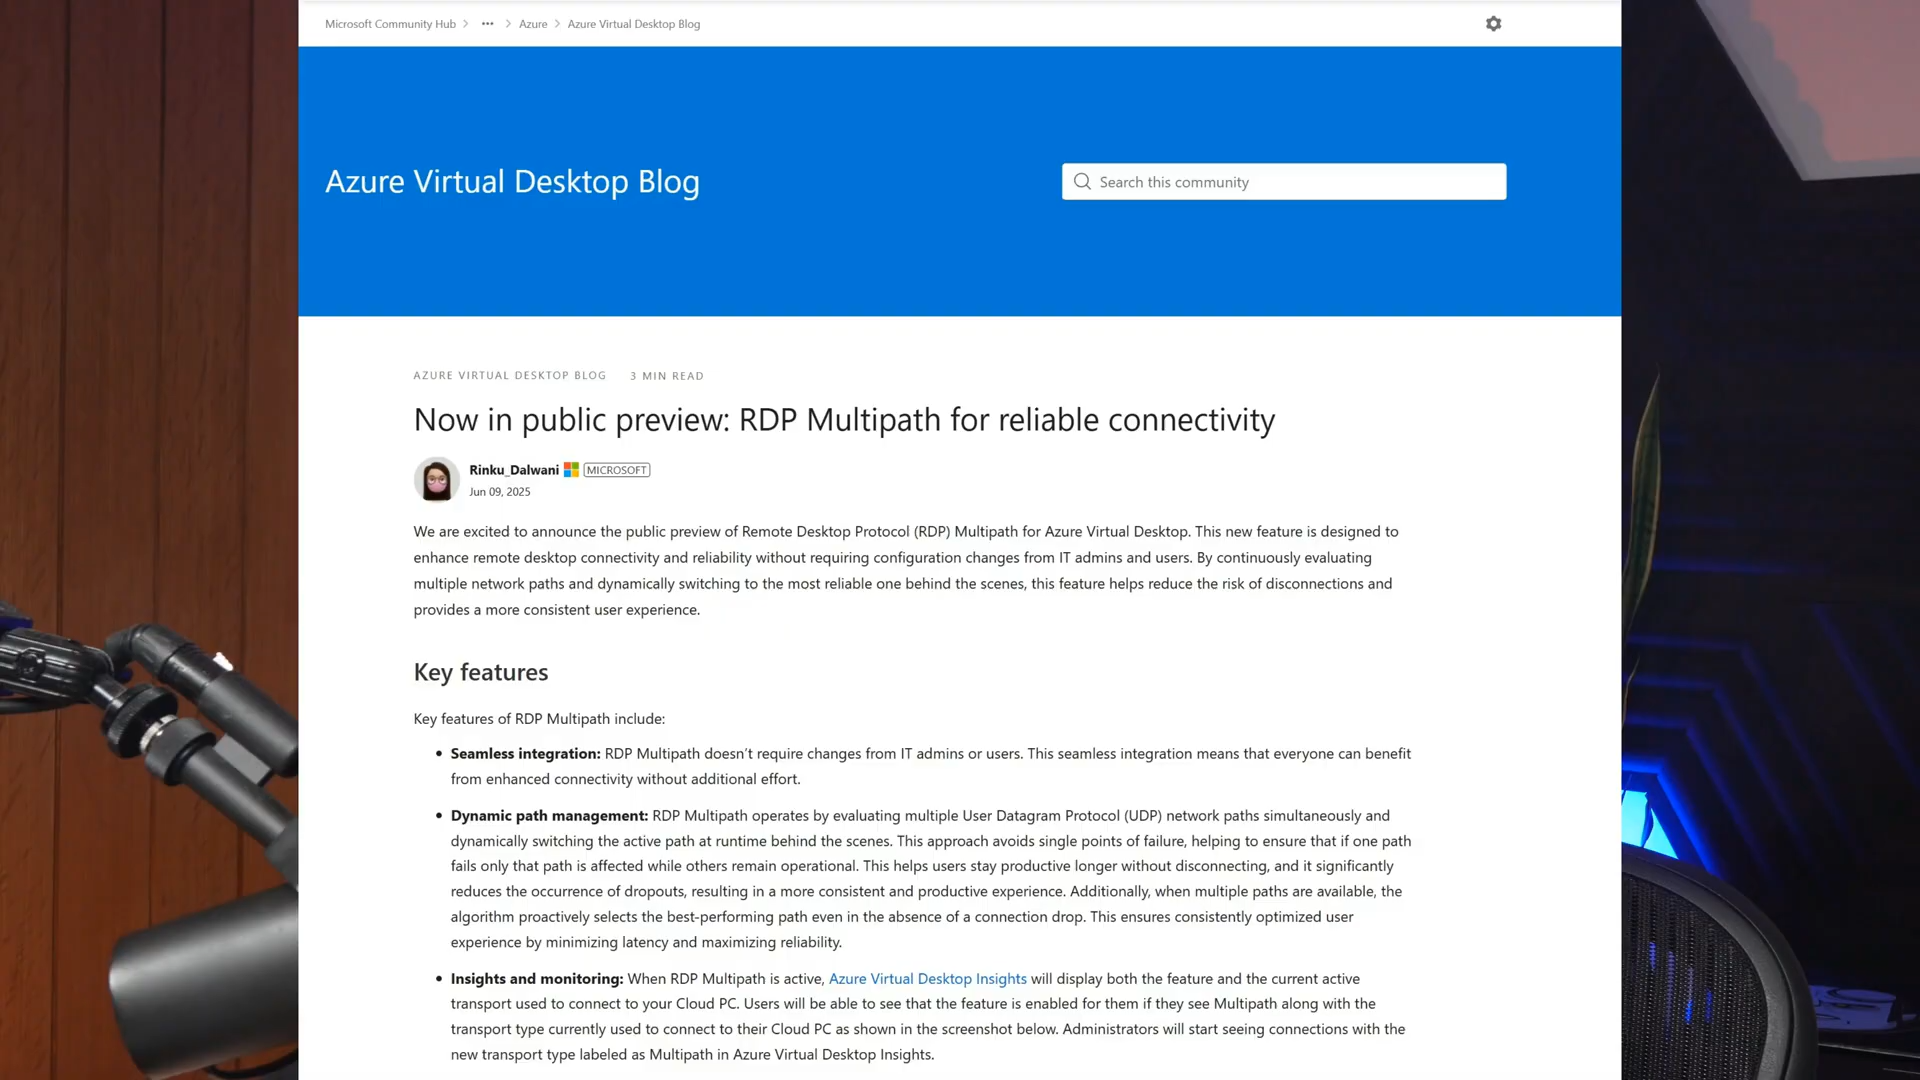 Microsoft Community Hub > ••• > Azure > Azure Virtual Desktop Blog
Azure Virtual Desktop Blog
Search this community
AZURE VIRTUAL DESKTOP BLOG 3 MIN READ
Now in public preview: RDP Multipath for reliable connectivity
Rinku_Dalwani MICROSOFT
Jun 09, 2025
We are excited to announce the public preview of Remote Desktop Protocol (RDP) Multipath for Azure Virtual Desktop. This new feature is designed to
enhance remote desktop connectivity and reliability without requiring configuration changes from IT admins and users. By continuously evaluating
multiple network paths and dynamically switching to the most reliable one behind the scenes, this feature helps reduce the risk of disconnections and
provides a more consistent user experience.
Key features
Key features of RDP Multipath include:
• Seamless integration: RDP Multipath doesn’t require changes from IT admins or users. This seamless integration means that everyone can benefit
from enhanced connectivity without additional effort.
• Dynamic path management: RDP Multipath operates by evaluating multiple User Datagram Protocol (UDP) network paths simultaneously and
dynamically switching the active path at runtime behind the scenes. This approach avoids single points of failure, helping to ensure that if one path
fails only that path is affected while others remain operational. This helps users stay productive longer without disconnecting, and it significantly
reduces the occurrence of dropouts, resulting in a more consistent and productive experience. Additionally, when multiple paths are available, the
algorithm proactively selects the best-performing path even in the absence of a connection drop. This ensures consistently optimized user
experience by minimizing latency and maximizing reliability.
• Insights and monitoring: When RDP Multipath is active, Azure Virtual Desktop Insights will display both the feature and the current active
transport used to connect to your Cloud PC. Users will be able to see that the feature is enabled for them if they see Multipath along with the
transport type currently used to connect to their Cloud PC as shown in the screenshot below. Administrators will start seeing connections with the
new transport type labeled as Multipath in Azure Virtual Desktop Insights.